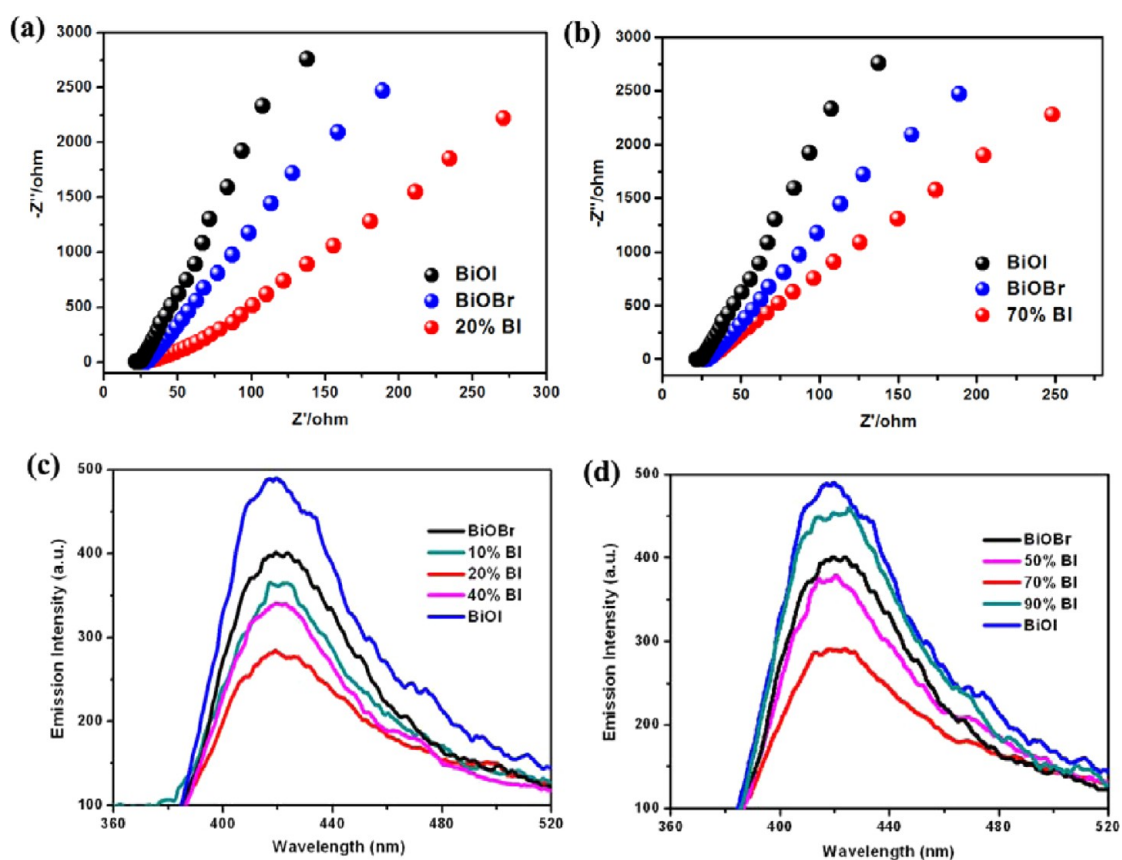 (a)
3000
2500
2000
1500
1000
500
0
-Z''/ohm
0 50 100 150 200 250 300
Z'/ohm
BiOI
BiOBr
20% BI
(b)
3000
2500
2000
1500
1000
500
0
-Z''/ohm
0 50 100 150 200 250
Z'/ohm
BiOI
BiOBr
70% BI
(c)
500
400
300
200
100
Emission Intensity (a.u.)
360 400 440 480 520
Wavelength (nm)
BiOBr
10% BI
20% BI
40% BI
BiOI
(d)
500
400
300
200
100
Emission Intensity (a.u.)
360 400 440 480 520
Wavelength (nm)
BiOBr
50% BI
70% BI
90% BI
BiOI